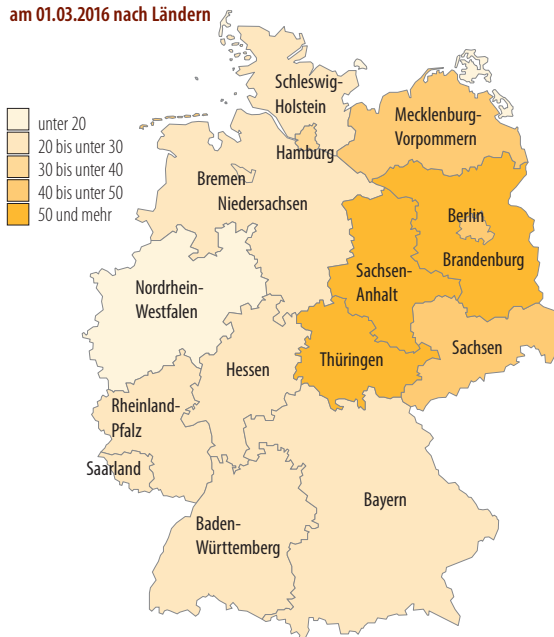 am 01.03.2016 nach Ländern
unter 20
20 bis unter 30
30 bis unter 40
40 bis unter 50
50 und mehr
Schleswig-
Holstein
Mecklenburg-
Vorpommern
Hamburg
Bremen
Niedersachsen
Berlin
Brandenburg
Sachsen-
Anhalt
Nordrhein-
Westfalen
Sachsen
Thüringen
Hessen
Rheinland-
Pfalz
Saarland
Bayern
Baden-
Württemberg